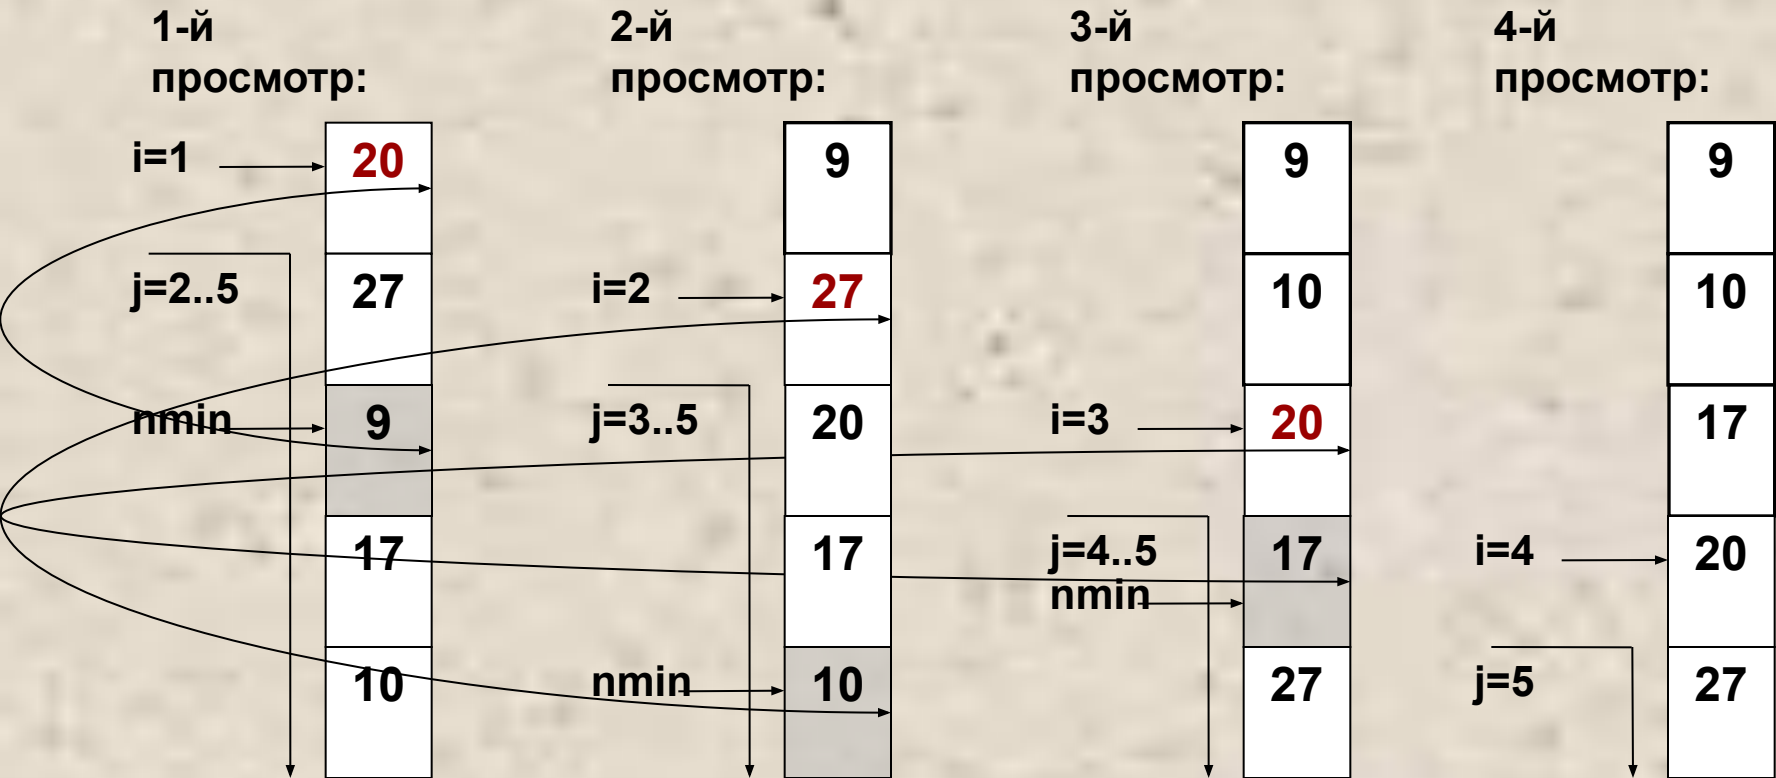 1-й
просмотр:
i=1
20
j=2..5
27
nmin
9
17
10
2-й
просмотр:
9
i=2
27
j=3..5
20
17
nmin
10
3-й
просмотр:
9
10
i=3
20
j=4..5
17
nmin
27
4-й
просмотр:
9
10
17
i=4
20
j=5
27